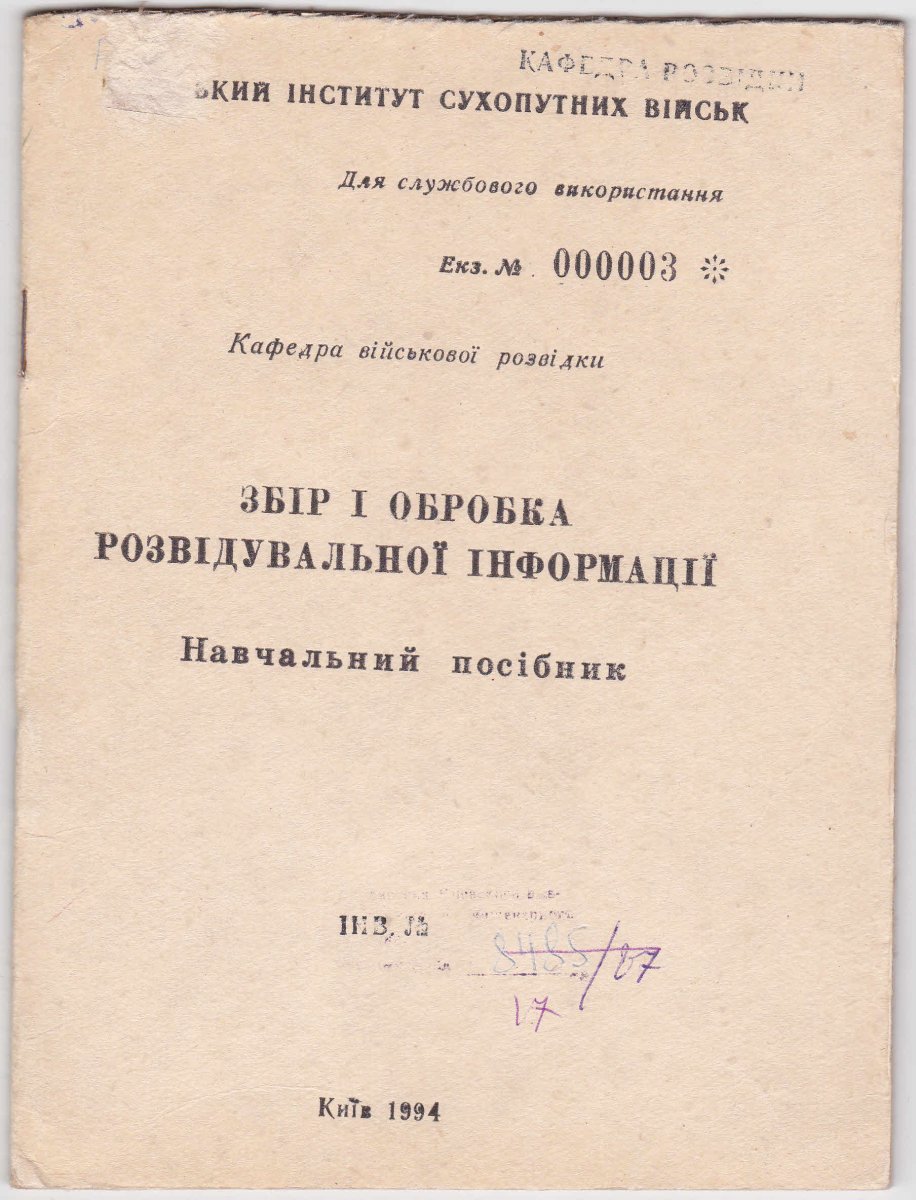 КАФЕДРА РОЗВІДКИ
ЬКИЙ ІНСТИТУТ СУХОПУТНИХ ВІЙСЬК
Для службового використання
Екз. № 000003
Кафедра військової розвідки
ЗБІР І ОБРОБКА
РОЗВІДУВАЛЬНОЇ ІНФОРМАЦІЇ
Навчальний посібник
ІНВ. №
8485/07
17
Київ 1994